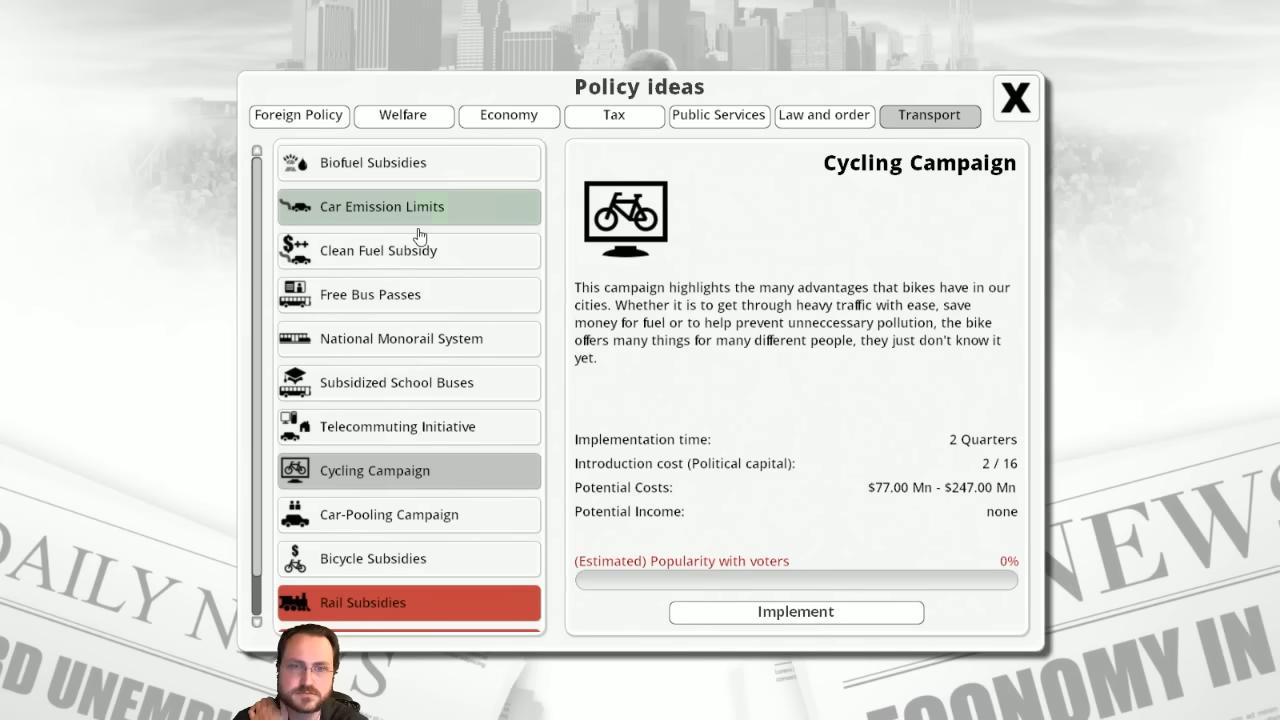 Policy ideas
X
Foreign Policy
Welfare
Economy
Tax
Public Services
Law and order
Transport
Biofuel Subsidies
Car Emission Limits
Clean Fuel Subsidy
Free Bus Passes
National Monorail System
Subsidized School Buses
Telecommuting Initiative
Cycling Campaign
Car-Pooling Campaign
Bicycle Subsidies
Rail Subsidies
Cycling Campaign
This campaign highlights the many advantages that bikes have in our
cities. Whether it is to get through heavy traffic with ease, save
money for fuel or to help prevent unneccessary pollution, the bike
offers many things for many different people, they just don't know it
yet.
Implementation time: 2 Quarters
Introduction cost (Political capital): 2 / 16
Potential Costs: $77.00 Mn - $247.00 Mn
Potential Income: none
(Estimated) Popularity with voters 0%
Implement
DAILY
NEWS
ECONOMY IN